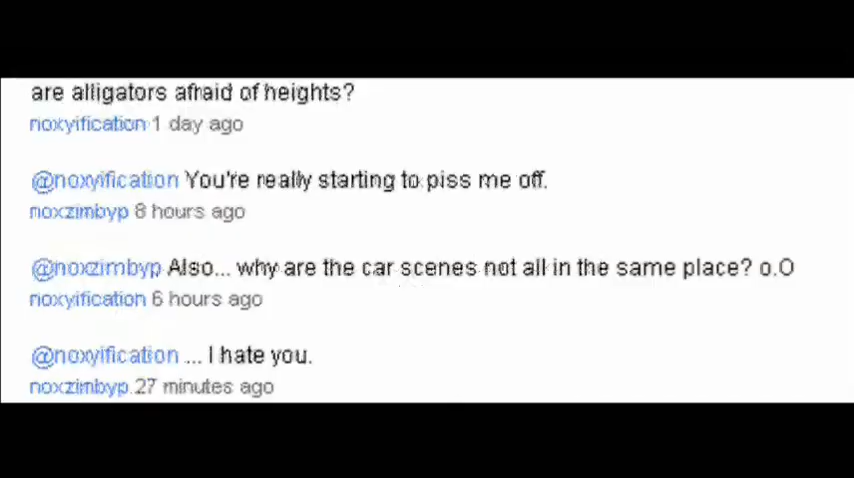 are alligators afraid of heights?
noxyification 1 day ago
@noxyification You're really starting to piss me off.
noxzimbyp 8 hours ago
@noxzimbyp Also... why are the car scenes not all in the same place? o.O
noxyification 6 hours ago
@noxyification ... I hate you.
noxzimbyp 27 minutes ago